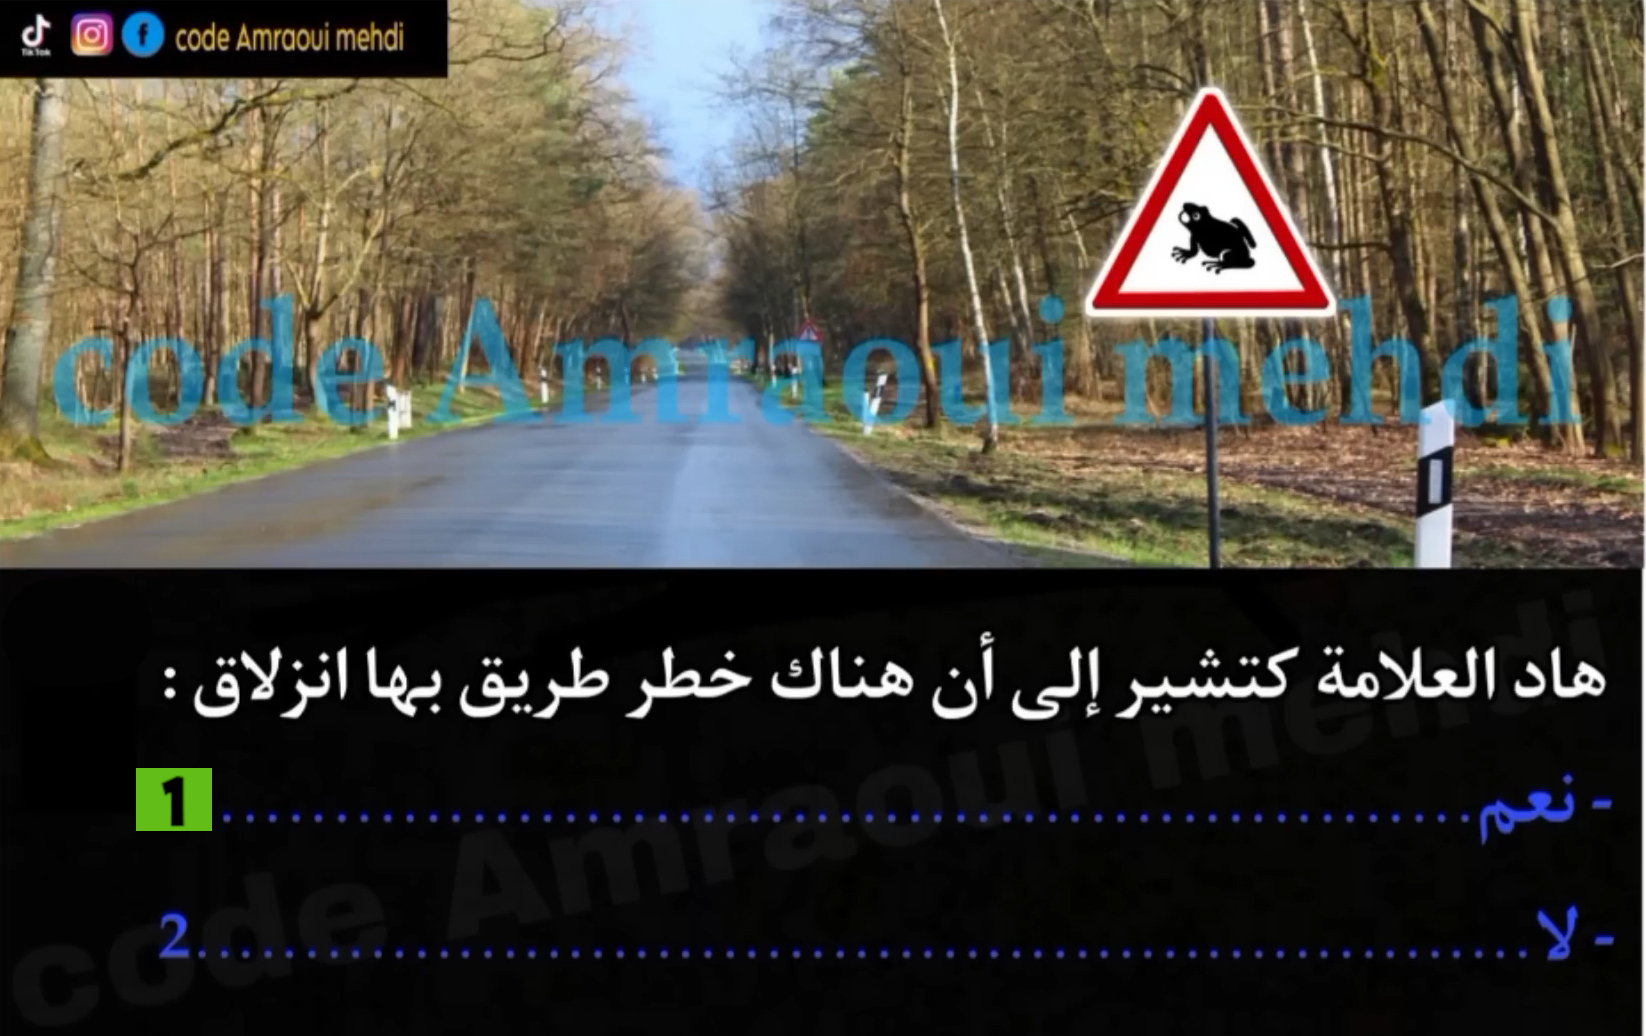 TikTok code Amraoui mehdi
code Amraoui mehdi
هاد العلامة كتشير إلى أن هناك خطر طريق بها انزلاق :
- نعم ........................................ 1
- لا ........................................ 2
code Amraoui mehdi